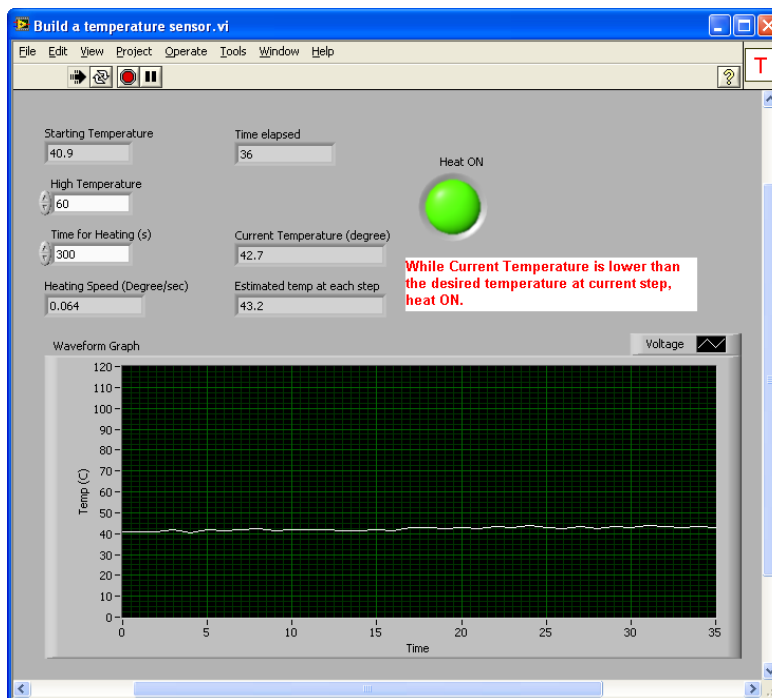 Build a temperature sensor.vi
File Edit View Project Operate Tools Window Help
?
T
Starting Temperature
40.9
Time elapsed
36
Heat ON
High Temperature
60
Time for Heating (s)
300
Current Temperature (degree)
42.7
While Current Temperature is lower than
the desired temperature at current step,
heat ON.
Heating Speed (Degree/sec)
0.064
Estimated temp at each step
43.2
Waveform Graph
Voltage
120
110
100
90
80
70
60
50
40
30
20
10
0
Temp (C)
0 5 10 15 20 25 30 35
Time